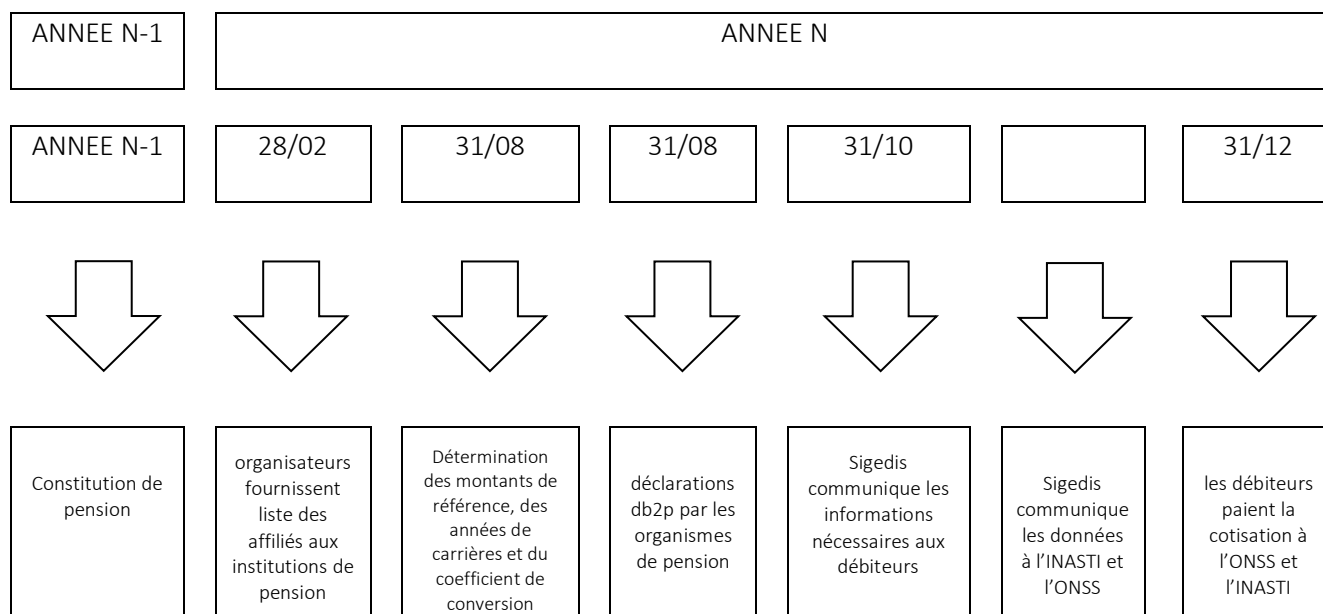 ANNEE N-1
ANNEE N
ANNEE N-1
28/02
31/08
31/08
31/10
31/12
Constitution de
pension
organisateurs
fournissent
liste des
affiliés aux
institutions de
pension
Détermination
des montants de
référence, des
années de
carrières et du
coefficient de
conversion
déclarations
db2p par les
organismes
de pension
Sigedis
communique les
informations
nécessaires aux
débiteurs
Sigedis
communique
les données
à l’INASTI et
l’ONSS
les débiteurs
paient la
cotisation à
l’ONSS et
l’INASTI